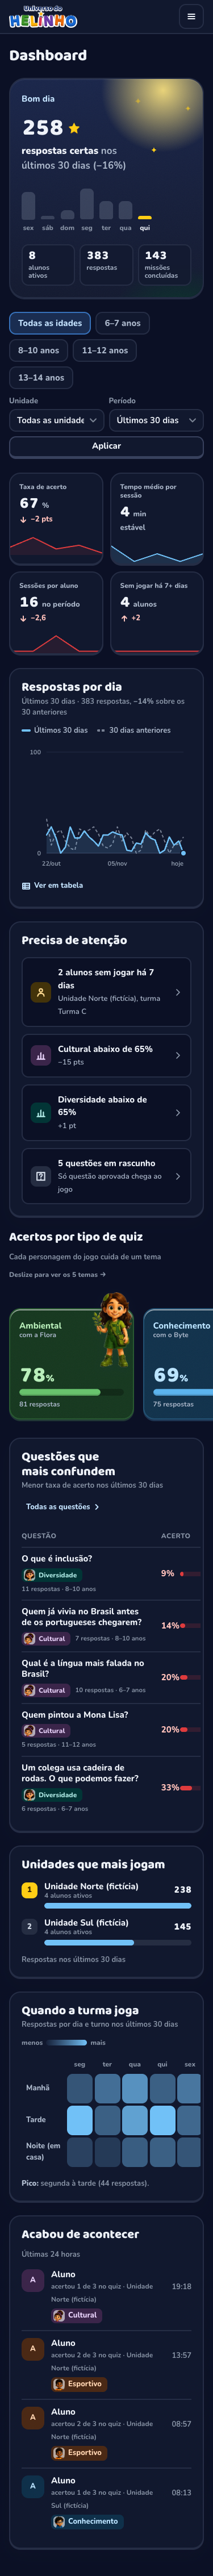 Universo do
HELINHO
Dashboard
Bom dia
258
respostas certas nos
últimos 30 dias (−16%)
sex sáb dom seg ter qua qui
8
alunos
ativos
383
respostas
143
missões
concluídas
Todas as idades
6–7 anos
8–10 anos
11–12 anos
13–14 anos
Unidade
Período
Todas as unidade
Últimos 30 dias
Aplicar
Taxa de acerto
67 %
−2 pts
Tempo médio por
sessão
4 min
estável
Sessões por aluno
16 no período
−2,6
Sem jogar há 7+ dias
4 alunos
+2
Respostas por dia
Últimos 30 dias · 383 respostas, −14% sobre os
30 anteriores
Últimos 30 dias
30 dias anteriores
100
0
22/out
05/nov
hoje
Ver em tabela
Precisa de atenção
2 alunos sem jogar há 7
dias
Unidade Norte (fictícia), turma
Turma C
Cultural abaixo de 65%
−15 pts
Diversidade abaixo de
65%
+1 pt
5 questões em rascunho
Só questão aprovada chega ao
jogo
Acertos por tipo de quiz
Cada personagem do jogo cuida de um tema
Deslize para ver os 5 temas →
Ambiental
com a Flora
78%
81 respostas
Conhecimento
com o Byte
69%
75 respostas
Questões que
mais confundem
Menor taxa de acerto nos últimos 30 dias
Todas as questões
QUESTÃO
ACERTO
O que é inclusão?
Diversidade
11 respostas · 8–10 anos
9%
Quem já vivia no Brasil antes
de os portugueses chegarem?
Cultural
7 respostas · 8–10 anos
14%
Qual é a língua mais falada no
Brasil?
Cultural
10 respostas · 6–7 anos
20%
Quem pintou a Mona Lisa?
Cultural
5 respostas · 11–12 anos
20%
Um colega usa cadeira de
rodas. O que podemos fazer?
Diversidade
6 respostas · 6–7 anos
33%
Unidades que mais jogam
1
Unidade Norte (fictícia)
4 alunos ativos
238
2
Unidade Sul (fictícia)
4 alunos ativos
145
Respostas nos últimos 30 dias
Quando a turma joga
Respostas por dia e turno nos últimos 30 dias
menos
mais
seg ter qua qui sex
Manhã
Tarde
Noite (em
casa)
Pico: segunda à tarde (44 respostas).
Acabou de acontecer
Últimas 24 horas
A
Aluno
acertou 1 de 3 no quiz · Unidade
Norte (fictícia)
Cultural
19:18
A
Aluno
acertou 2 de 3 no quiz · Unidade
Norte (fictícia)
Esportivo
13:57
A
Aluno
acertou 2 de 3 no quiz · Unidade
Norte (fictícia)
Esportivo
08:57
A
Aluno
acertou 1 de 3 no quiz · Unidade
Sul (fictícia)
Conhecimento
08:13